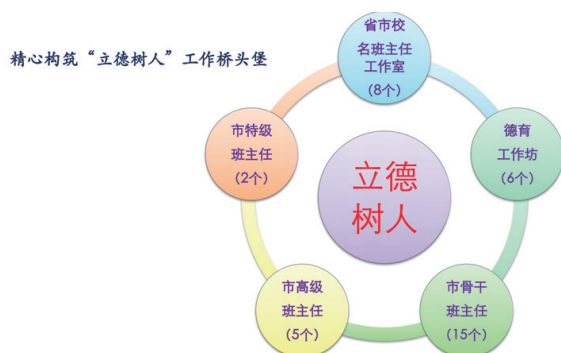 精心构筑“立德树人”工作桥头堡
省市校
名班主任
工作室
(8个)
德育
工作坊
(6个)
市骨干
班主任
(15个)
市高级
班主任
(5个)
市特级
班主任
(2个)
立德
树人